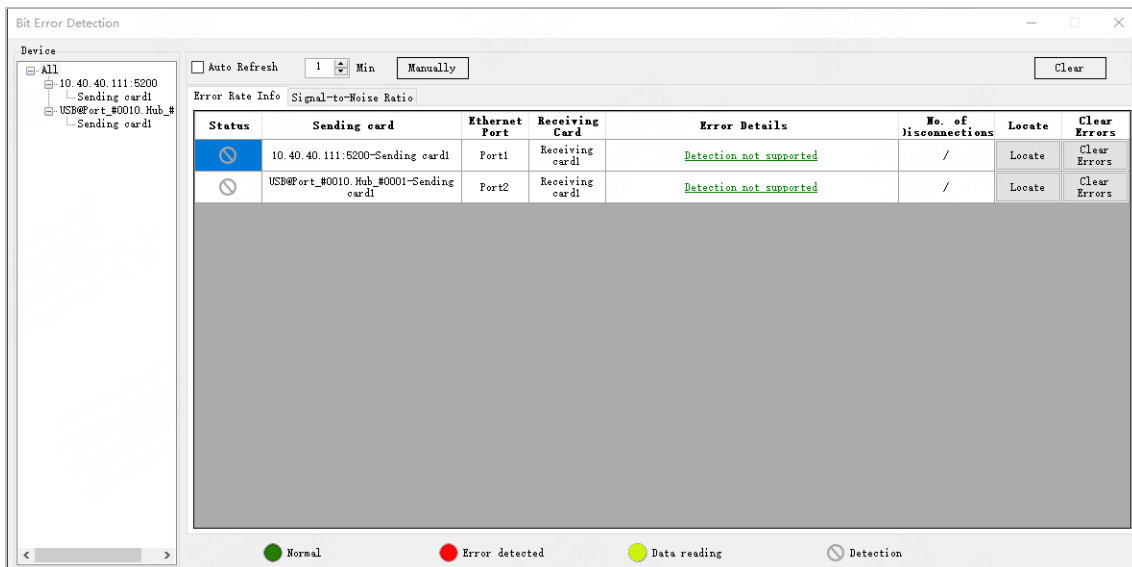 Bit Error Detection
Device
All
10.40.40.111:5200
Sending card1
USB@Port_#0010.Hub_#
Sending card1
Auto Refresh 1 Min Manually Clear
Error Rate Info Signal-to-Noise Ratio
Status Sending card Ethernet Port Receiving Card Error Details No. of Disconnections Locate Clear Errors
10.40.40.111:5200-Sending card1 Port1 Receiving card1 Detection not supported / Locate Clear Errors
USB@Port_#0010.Hub_#0001-Sending card1 Port2 Receiving card1 Detection not supported / Locate Clear Errors
Normal Error detected Data reading Detection